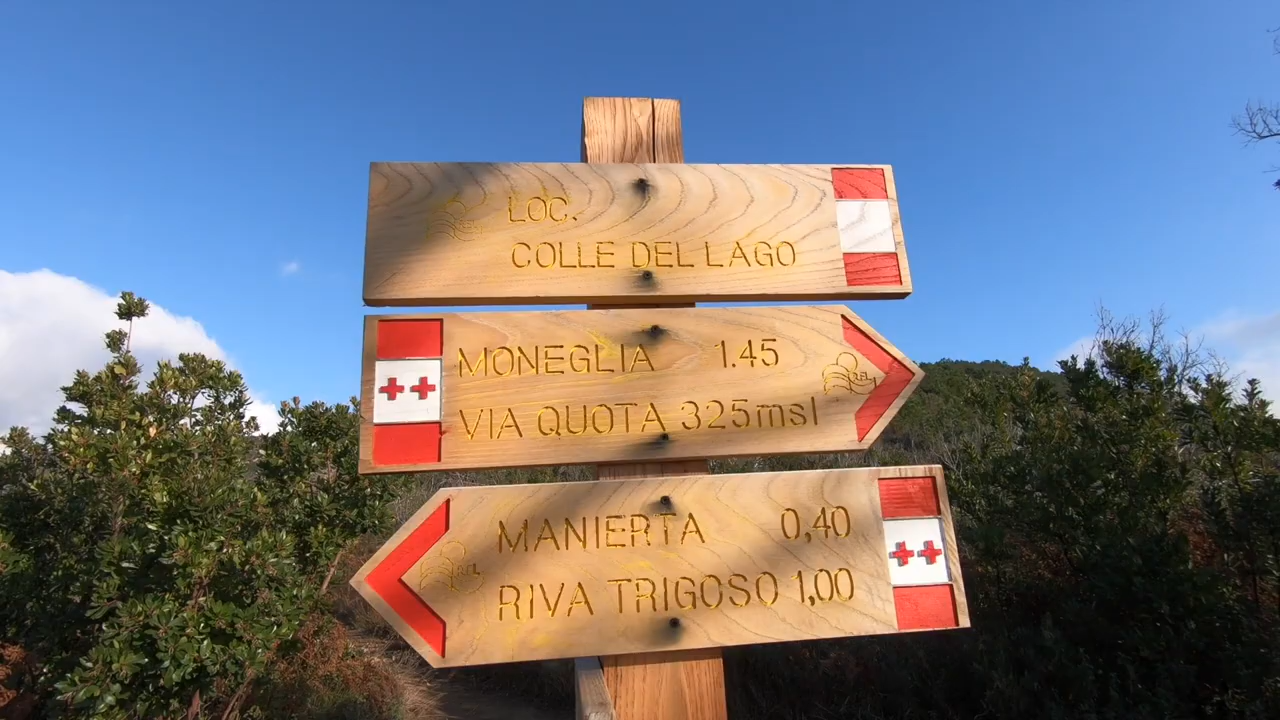 LOC.
COLLE DEL LAGO
MONEGLIA 1.45
VIA QUOTA 325msl
MANIERTA 0,40
RIVA TRIGOSO 1,00